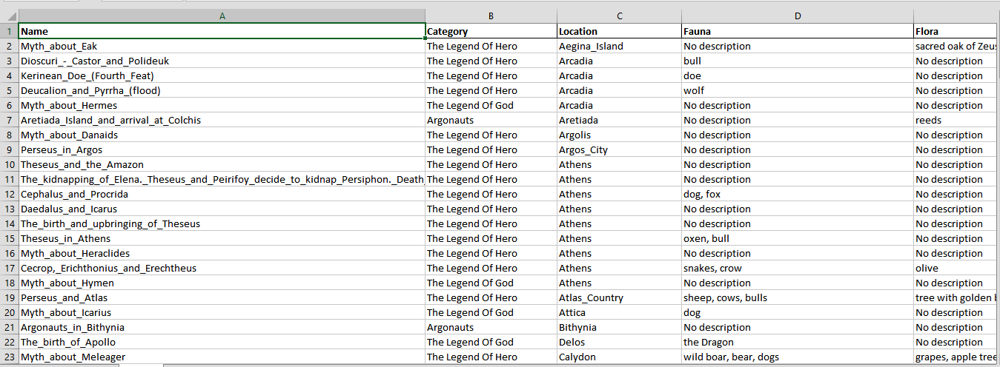 A B C D
1 Name Category Location Fauna Flora
2 Myth_about_Eak The Legend Of Hero Aegina_Island No description sacred oak of Zeus
3 Dioscuri_-_Castor_and_Polideuk The Legend Of Hero Arcadia bull No description
4 Kerinean_Doe_(Fourth_Feat) The Legend Of Hero Arcadia doe No description
5 Deucalion_and_Pyrrha_(flood) The Legend Of Hero Arcadia wolf No description
6 Myth_about_Hermes The Legend Of God Arcadia No description No description
7 Aretiada_Island_and_arrival_at_Colchis Argonauts Aretiada No description reeds
8 Myth_about_Danaids The Legend Of Hero Argolis No description No description
9 Perseus_in_Argos The Legend Of Hero Argos_City No description No description
10 Theseus_and_the_Amazon The Legend Of Hero Athens No description No description
11 The_kidnapping_of_Elena._Theseus_and_Peirifoy_decide_to_kidnap_Persiphon._Death_ The Legend Of Hero Athens No description No description
12 Cephalus_and_Procrida The Legend Of Hero Athens dog, fox No description
13 Daedalus_and_Icarus The Legend Of Hero Athens No description No description
14 The_birth_and_upbringing_of_Theseus The Legend Of Hero Athens No description No description
15 Theseus_in_Athens The Legend Of Hero Athens oxen, bull No description
16 Myth_about_Heraclides The Legend Of Hero Athens No description No description
17 Cecrop,_Erichthonius_and_Erechtheus The Legend Of Hero Athens snakes, crow olive
18 Myth_about_Hymen The Legend Of God Athens No description No description
19 Perseus_and_Atlas The Legend Of Hero Atlas_Country sheep, cows, bulls tree with golden
20 Myth_about_Icarius The Legend Of God Attica dog No description
21 Argonauts_in_Bithynia Argonauts Bithynia No description No description
22 The_birth_of_Apollo The Legend Of God Delos the Dragon No description
23 Myth_about_Meleager The Legend Of Hero Calydon wild boar, bear, dogs grapes, apple tree